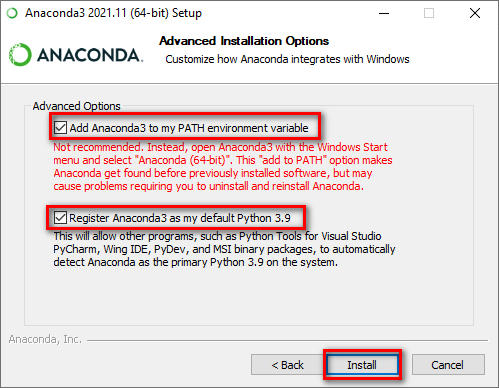 Anaconda3 2021.11 (64-bit) Setup
ANACONDA.
Advanced Installation Options
Customize how Anaconda integrates with Windows
Advanced Options
Add Anaconda3 to my PATH environment variable
Not recommended. Instead, open Anaconda3 with the Windows Start
menu and select "Anaconda (64-bit)". This "add to PATH" option makes
Anaconda get found before previously installed software, but may
cause problems requiring you to uninstall and reinstall Anaconda.
Register Anaconda3 as my default Python 3.9
This will allow other programs, such as Python Tools for Visual Studio
PyCharm, Wing IDE, PyDev, and MSI binary packages, to automatically
detect Anaconda as the primary Python 3.9 on the system.
Anaconda, Inc.
< Back
Install
Cancel